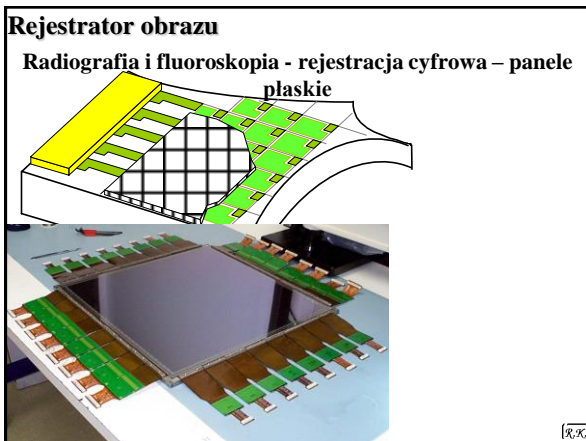 Rejestrator obrazu
Radiografia i fluoroskopia - rejestracja cyfrowa – panele
płaskie
R.K